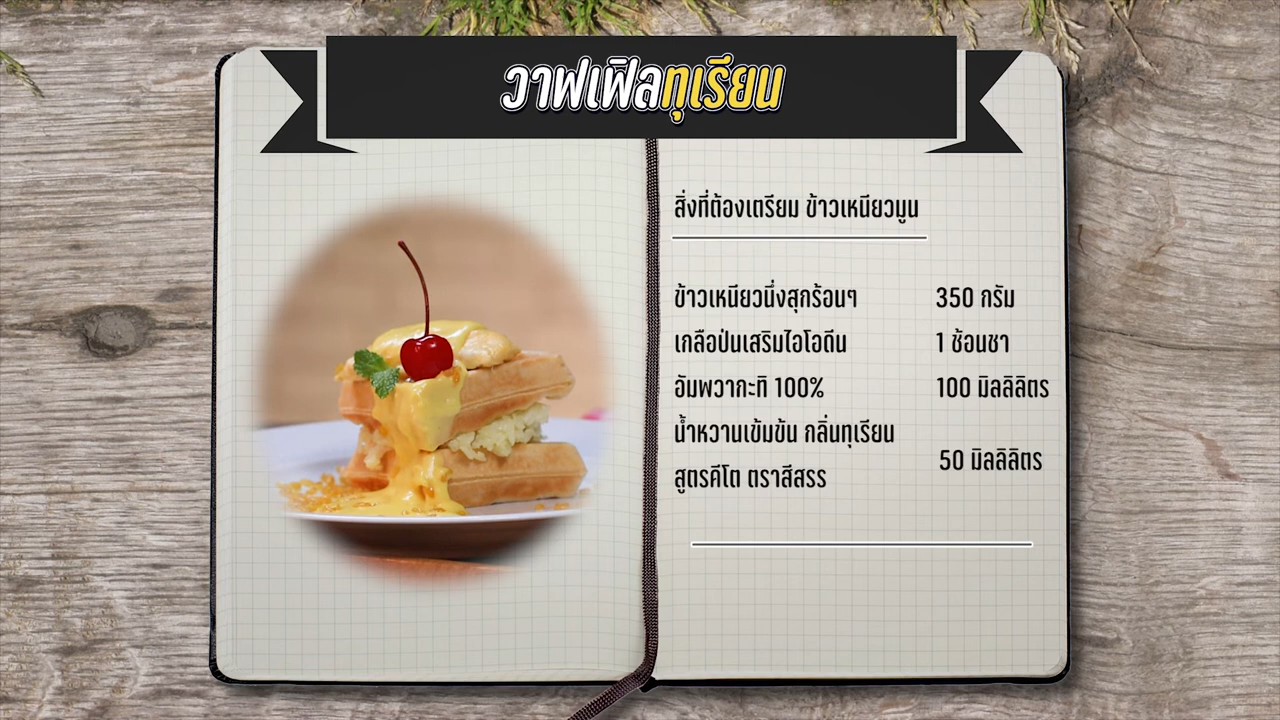 วาฟเฟิลทุเรียน
สิ่งที่ต้องเตรียม ข้าวเหนียวมูน
ข้าวเหนียวนึ่งสุกร้อนๆ 350 กรัม
เกลือป่นเสริมไอโอดีน 1 ช้อนชา
อัมพวากะทิ 100% 100 มิลลิลิตร
น้ำหวานเข้มข้น กลิ่นทุเรียน
สูตรคีโต ตราสีสรร 50 มิลลิลิตร